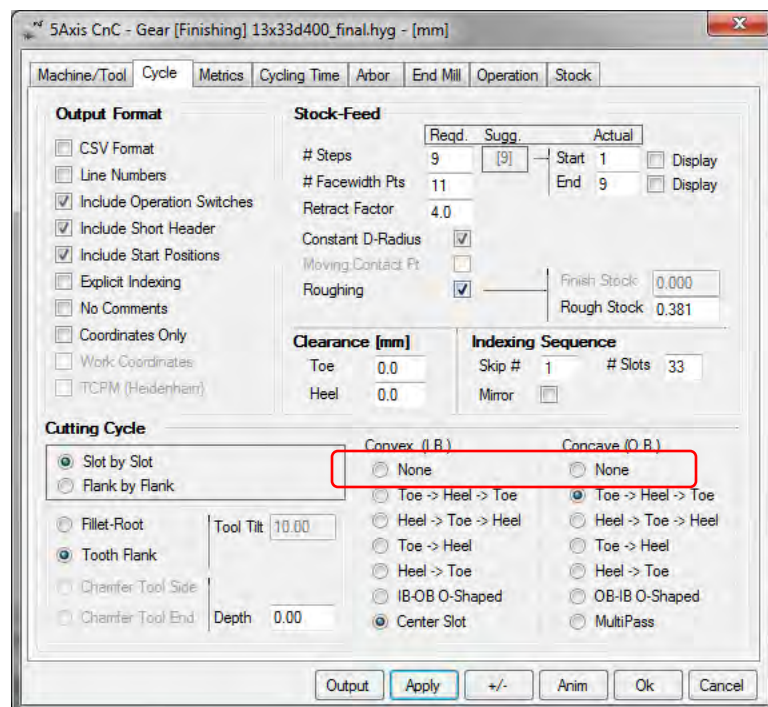 5Axis CnC - Gear [Finishing] 13x33d400_final.hyg - [mm]
Machine/Tool Cycle Metrics Cycling Time Arbor End Mill Operation Stock
Output Format
CSV Format
Line Numbers
Include Operation Switches
Include Short Header
Include Start Positions
Explicit Indexing
No Comments
Coordinates Only
Work Coordinates
TCPM (Heidenhain)
Stock-Feed
Reqd. Sugg. Actual
# Steps 9 [9] Start 1 Display
# Facewidth Pts 11 End 9 Display
Retract Factor 4.0
Constant D-Radius
Moving Contact Pt
Roughing
Finish Stock 0.000
Rough Stock 0.381
Clearance [mm]
Toe 0.0
Heel 0.0
Indexing Sequence
Skip # 1 # Slots 33
Mirror
Cutting Cycle
Slot by Slot
Flank by Flank
Fillet-Root
Tooth Flank
Chamfer Tool Side
Chamfer Tool End
Tool Tilt 10.00
Depth 0.00
Convex (I.B.)
None
Toe -> Heel -> Toe
Heel -> Toe -> Heel
Toe -> Heel
Heel -> Toe
IB-OB O-Shaped
Center Slot
Concave (O.B.)
None
Toe -> Heel -> Toe
Heel -> Toe -> Heel
Toe -> Heel
Heel -> Toe
OB-IB O-Shaped
MultiPass
Output Apply +/- Anim Ok Cancel